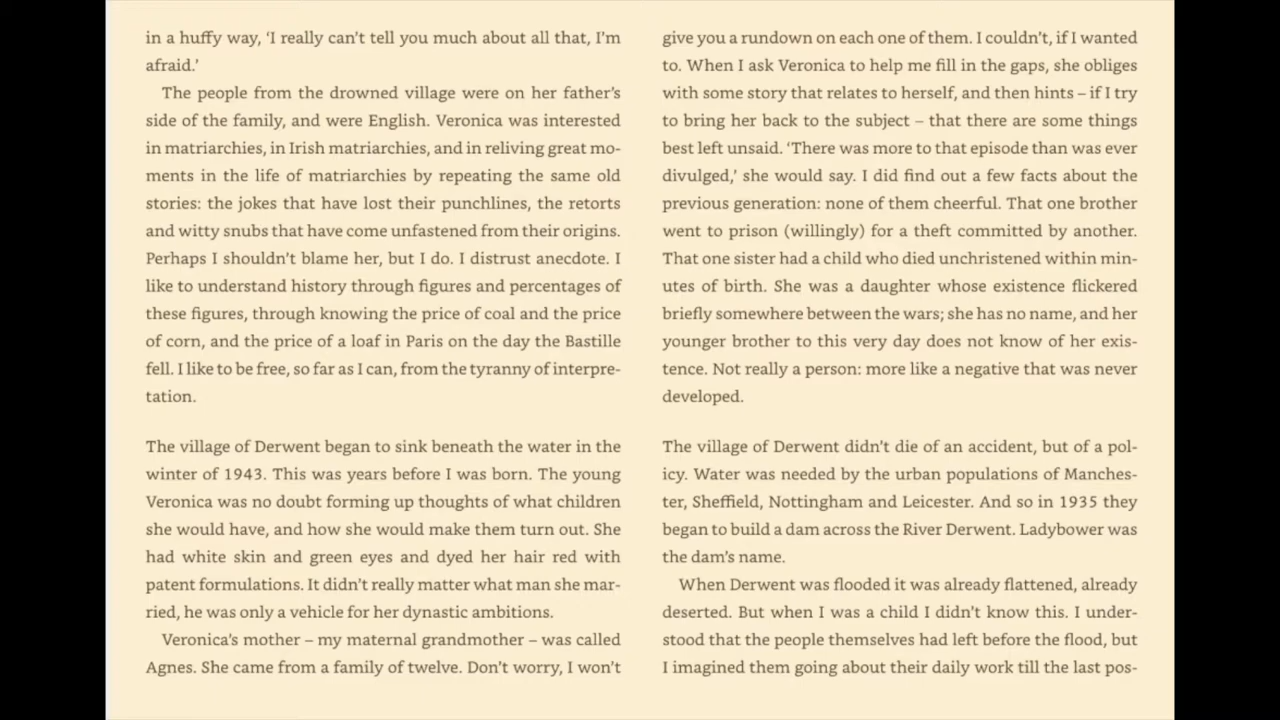 in a huffy way, ‘I really can’t tell you much about all that, I’m
afraid.’
The people from the drowned village were on her father’s
side of the family, and were English. Veronica was interested
in matriarchies, in Irish matriarchies, and in reliving great mo-
ments in the life of matriarchies by repeating the same old
stories: the jokes that have lost their punchlines, the retorts
and witty snubs that have come unfastened from their origins.
Perhaps I shouldn’t blame her, but I do. I distrust anecdote. I
like to understand history through figures and percentages of
these figures, through knowing the price of coal and the price
of corn, and the price of a loaf in Paris on the day the Bastille
fell. I like to be free, so far as I can, from the tyranny of interpre-
tation.
The village of Derwent began to sink beneath the water in the
winter of 1943. This was years before I was born. The young
Veronica was no doubt forming up thoughts of what children
she would have, and how she would make them turn out. She
had white skin and green eyes and dyed her hair red with
patent formulations. It didn’t really matter what man she mar-
ried, he was only a vehicle for her dynastic ambitions.
Veronica’s mother – my maternal grandmother – was called
Agnes. She came from a family of twelve. Don’t worry, I won’t
give you a rundown on each one of them. I couldn’t, if I wanted
to. When I ask Veronica to help me fill in the gaps, she obliges
with some story that relates to herself, and then hints – if I try
to bring her back to the subject – that there are some things
best left unsaid. ‘There was more to that episode than was ever
divulged,’ she would say. I did find out a few facts about the
previous generation: none of them cheerful. That one brother
went to prison (willingly) for a theft committed by another.
That one sister had a child who died unchristened within min-
utes of birth. She was a daughter whose existence flickered
briefly somewhere between the wars; she has no name, and her
younger brother to this very day does not know of her exis-
tence. Not really a person: more like a negative that was never
developed.
The village of Derwent didn’t die of an accident, but of a pol-
icy. Water was needed by the urban populations of Manches-
ter, Sheffield, Nottingham and Leicester. And so in 1935 they
began to build a dam across the River Derwent. Ladybower was
the dam’s name.
When Derwent was flooded it was already flattened, already
deserted. But when I was a child I didn’t know this. I under-
stood that the people themselves had left before the flood, but
I imagined them going about their daily work till the last pos-